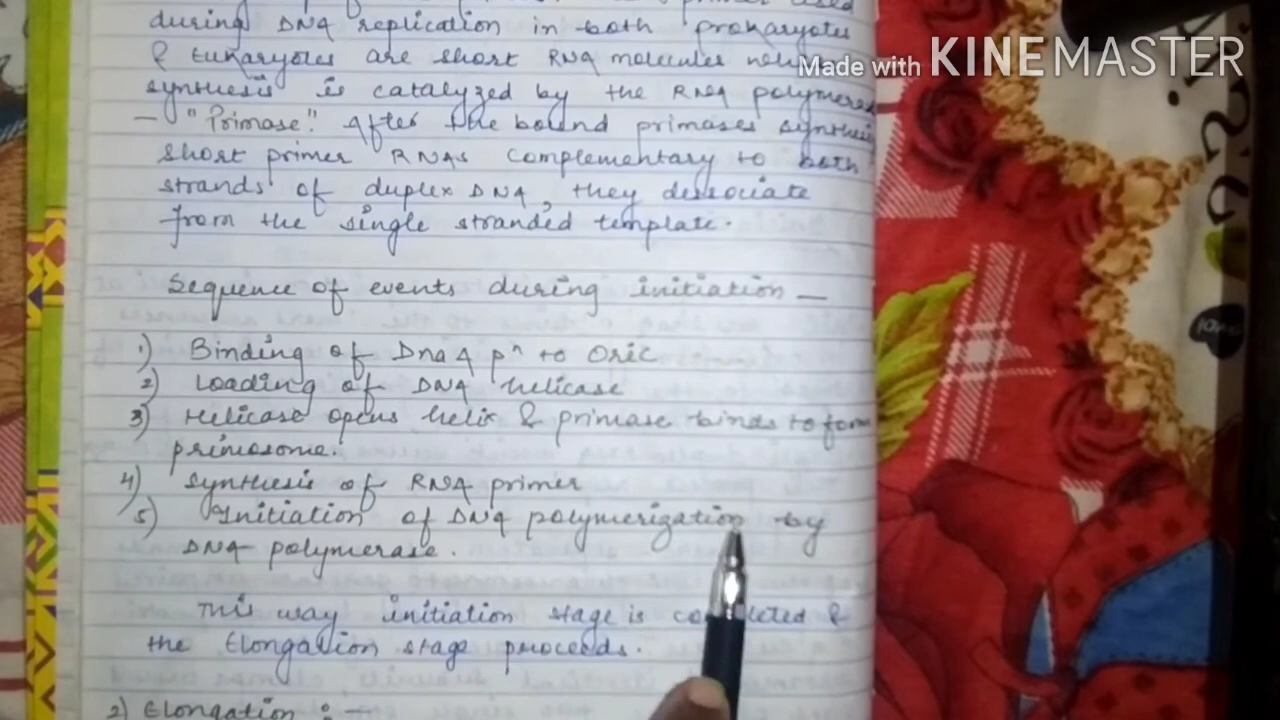 during DNA replication in both prokaryotes
& Eukaryotes are short RNA molecules
synthesis is catalyzed by the RNA
- "Primase." After the bound primases
short primer RNAs complementary to both
strands of duplex DNA, they dessociate
from the single stranded template.
Sequence of events during initiation —
1) Binding of DnaA pⁿ to Oric
2) Loading of DNA helicase
3) Helicase opens helix & primase binds to form
primosome.
4) Synthesis of RNA primer
5) Initiation of DNA polymerization by
DNA polymerase.
This way initiation stage is &
the Elongation stage proceeds.
2) Elongation : —
Made with KINEMASTER